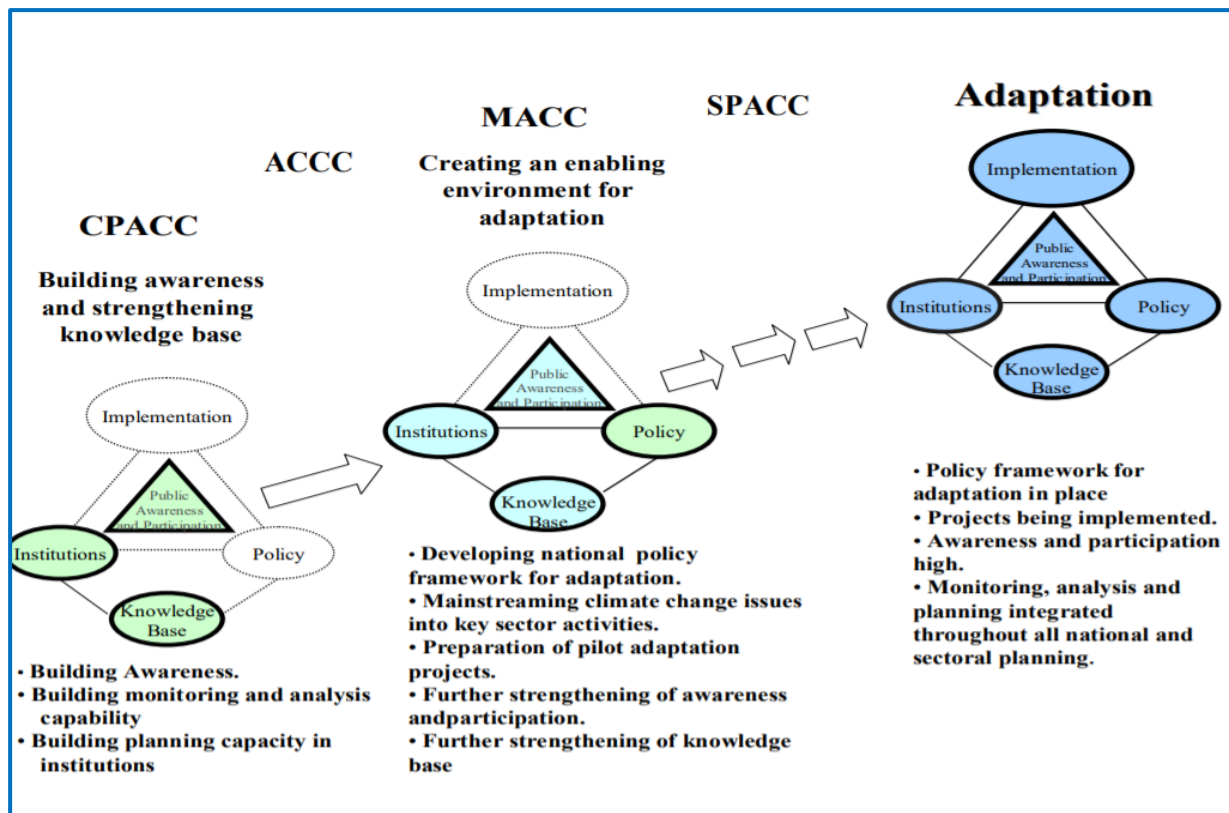 CPACC
Building awareness
and strengthening
knowledge base
Implementation
Public
Awareness
and Participation
Institutions
Policy
Knowledge
Base
• Building Awareness.
• Building monitoring and analysis
capability
• Building planning capacity in
institutions
ACCC
MACC
Creating an enabling
environment for
adaptation
Implementation
Public
Awareness
and Participation
Institutions
Policy
Knowledge
Base
• Developing national policy
framework for adaptation.
• Mainstreaming climate change issues
into key sector activities.
• Preparation of pilot adaptation
projects.
• Further strengthening of awareness
andparticipation.
• Further strengthening of knowledge
base
SPACC
Adaptation
Implementation
Public
Awareness
and Participation
Institutions
Policy
Knowledge
Base
• Policy framework for
adaptation in place
• Projects being implemented.
• Awareness and participation
high.
• Monitoring, analysis and
planning integrated
throughout all national and
sectoral planning.